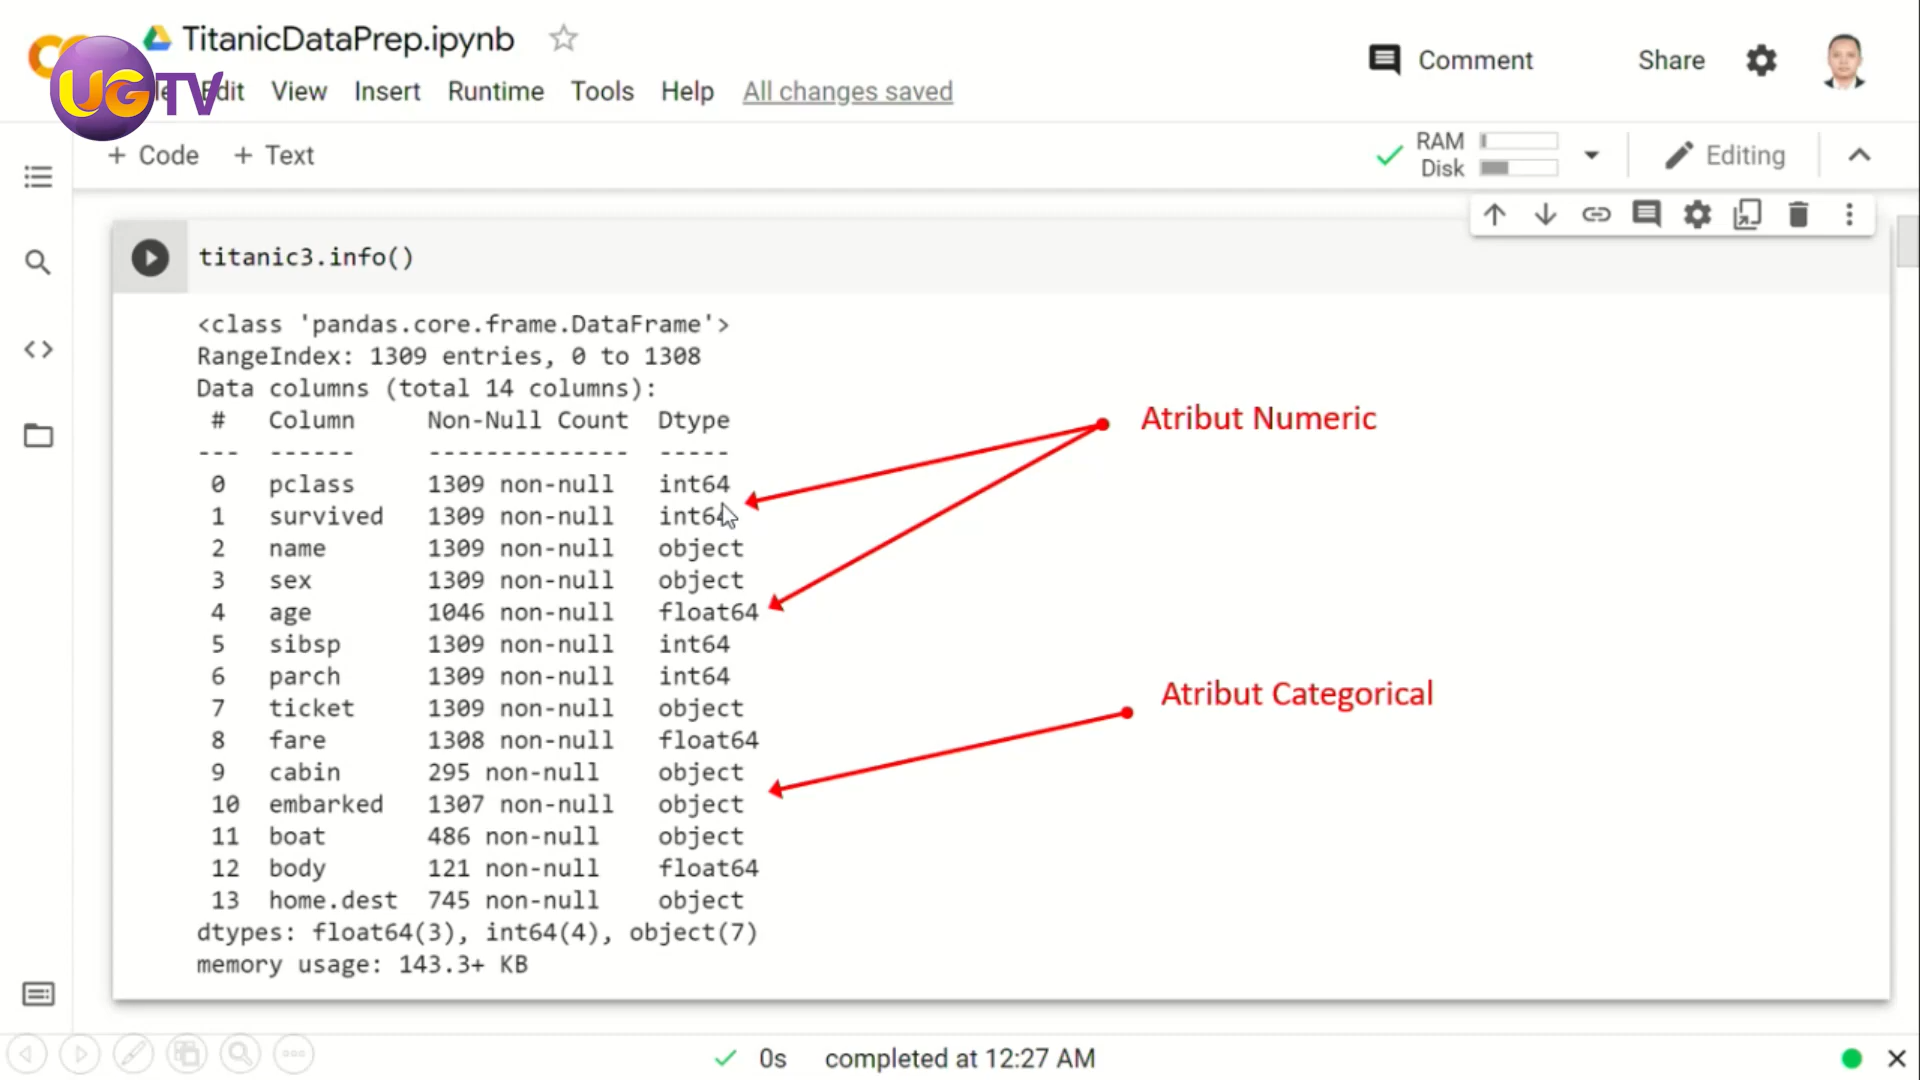 TitanicDataPrep.ipynb
UGTV
Edit View Insert Runtime Tools Help All changes saved
Comment Share
+ Code + Text
RAM
Disk
Editing
titanic3.info()
<class 'pandas.core.frame.DataFrame'>
RangeIndex: 1309 entries, 0 to 1308
Data columns (total 14 columns):
# Column Non-Null Count Dtype
--- ------ -------------- -----
0 pclass 1309 non-null int64
1 survived 1309 non-null int64
2 name 1309 non-null object
3 sex 1309 non-null object
4 age 1046 non-null float64
5 sibsp 1309 non-null int64
6 parch 1309 non-null int64
7 ticket 1309 non-null object
8 fare 1308 non-null float64
9 cabin 295 non-null object
10 embarked 1307 non-null object
11 boat 486 non-null object
12 body 121 non-null float64
13 home.dest 745 non-null object
dtypes: float64(3), int64(4), object(7)
memory usage: 143.3+ KB
Atribut Numeric
Atribut Categorical
0s completed at 12:27 AM